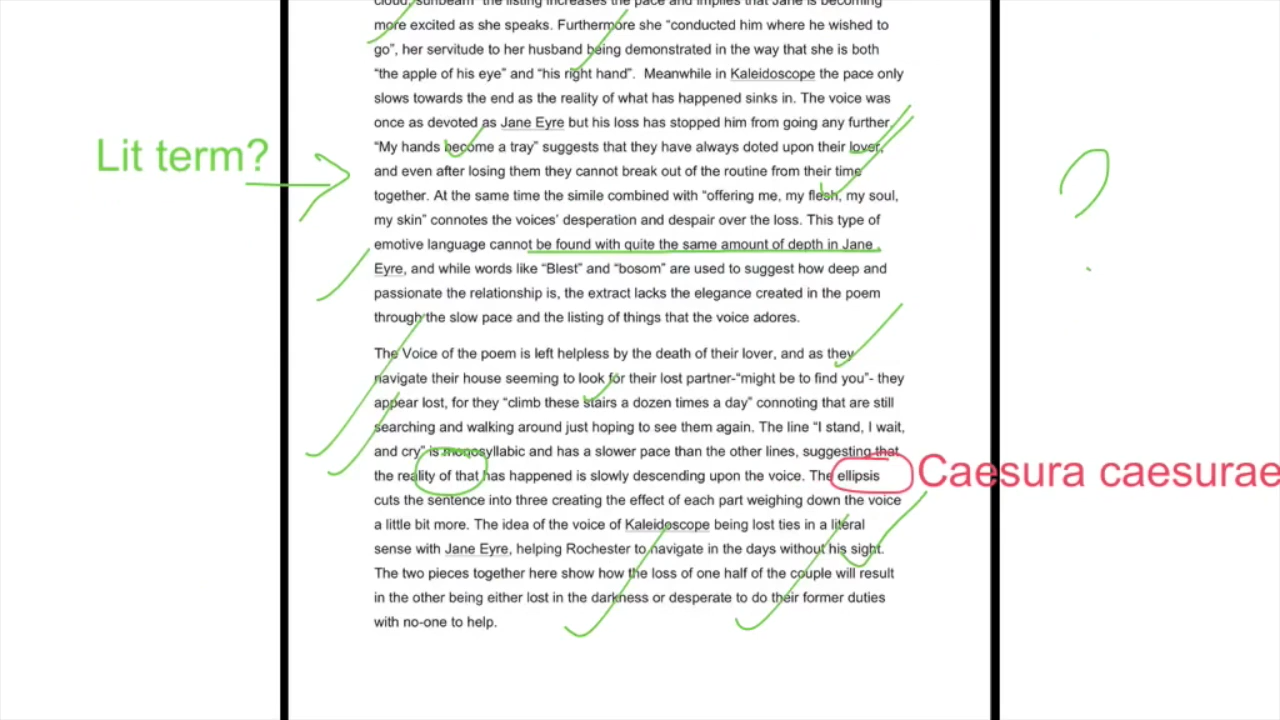 cloud, sunbeam" the listing increases the pace and implies that Jane is becoming
more excited as she speaks. Furthermore she “conducted him where he wished to
go”, her servitude to her husband being demonstrated in the way that she is both
“the apple of his eye” and “his right hand”. Meanwhile in Kaleidoscope the pace only
slows towards the end as the reality of what has happened sinks in. The voice was
once as devoted as Jane Eyre but his loss has stopped him from going any further,
“My hands become a tray” suggests that they have always doted upon their lover,
Lit term?
and even after losing them they cannot break out of the routine from their time
together. At the same time the simile combined with “offering me, my flesh, my soul,
my skin” connotes the voices’ desperation and despair over the loss. This type of
?
emotive language cannot be found with quite the same amount of depth in Jane
Eyre, and while words like “Blest” and “bosom” are used to suggest how deep and
passionate the relationship is, the extract lacks the elegance created in the poem
through the slow pace and the listing of things that the voice adores.
The Voice of the poem is left helpless by the death of their lover, and as they
navigate their house seeming to look for their lost partner-“might be to find you”- they
appear lost, for they “climb these stairs a dozen times a day” connoting that are still
searching and walking around just hoping to see them again. The line “I stand, I wait,
and cry” is monosyllabic and has a slower pace than the other lines, suggesting that
the reality of that has happened is slowly descending upon the voice. The ellipsis
Caesura caesurae
cuts the sentence into three creating the effect of each part weighing down the voice
a little bit more. The idea of the voice of Kaleidoscope being lost ties in a literal
sense with Jane Eyre, helping Rochester to navigate in the days without his sight.
The two pieces together here show how the loss of one half of the couple will result
in the other being either lost in the darkness or desperate to do their former duties
with no-one to help.